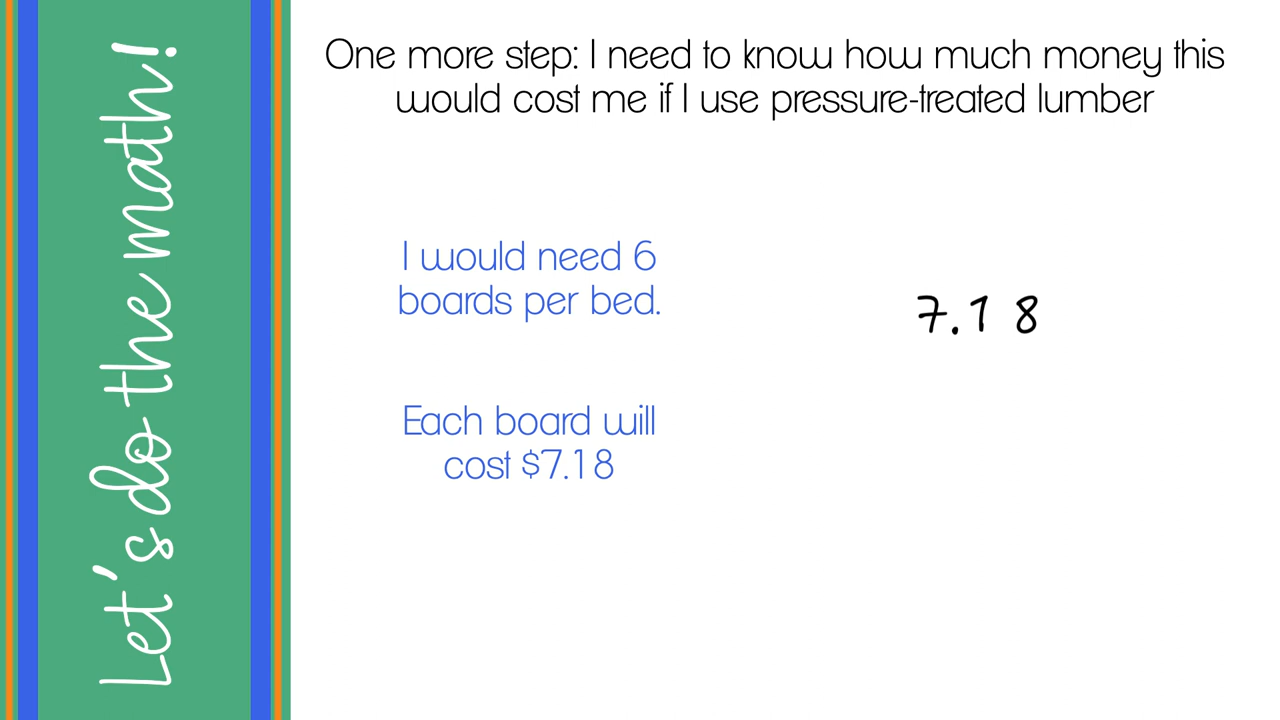 Let's do the math!
One more step: I need to know how much money this
would cost me if I use pressure-treated lumber
I would need 6
boards per bed.
7.18
Each board will
cost $7.18